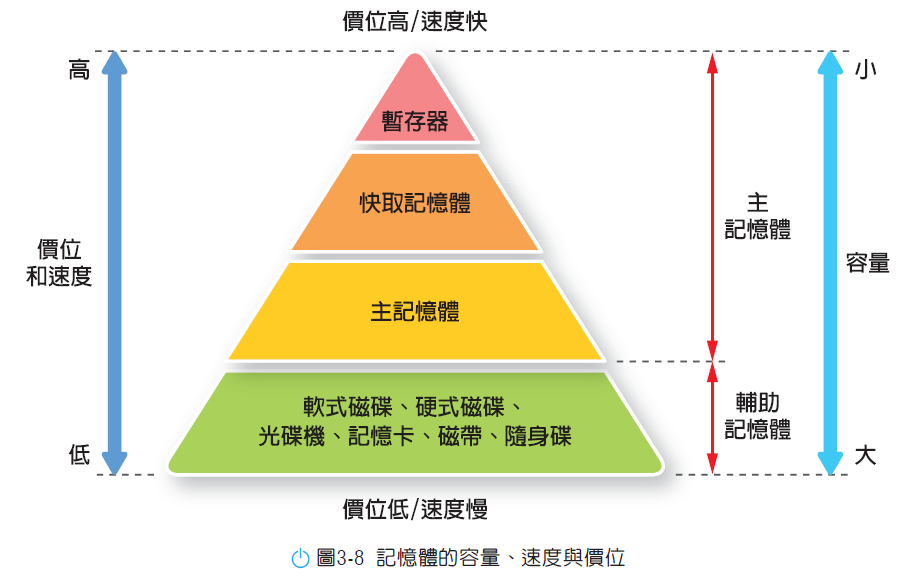 價位高/速度快
高
小
暫存器
快取記憶體
主
記憶體
價位
和速度
容量
主記憶體
軟式磁碟、硬式磁碟、
光碟機、記憶卡、磁帶、隨身碟
輔助
記憶體
低
大
價位低/速度慢
圖3-8 記憶體的容量、速度與價位